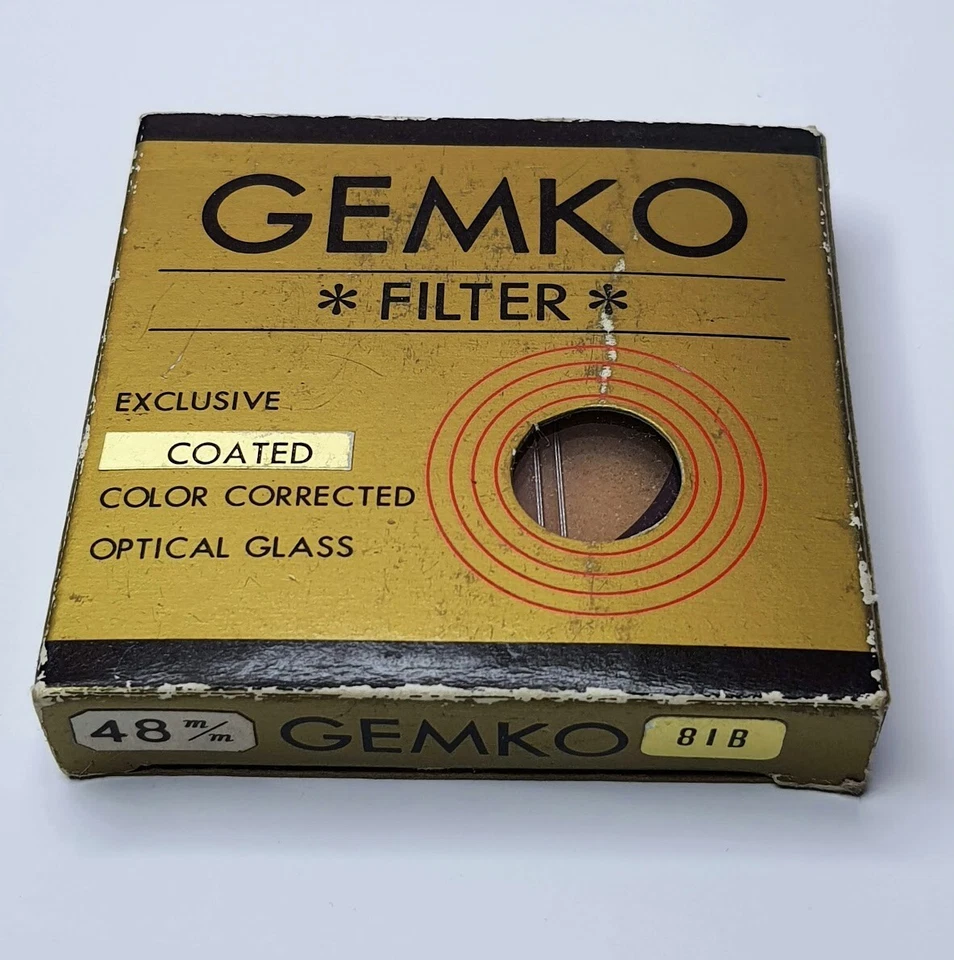 GEMKO
* FILTER *
EXCLUSIVE
COATED
COLOR CORRECTED
OPTICAL GLASS
48 m/m GEMKO 81B